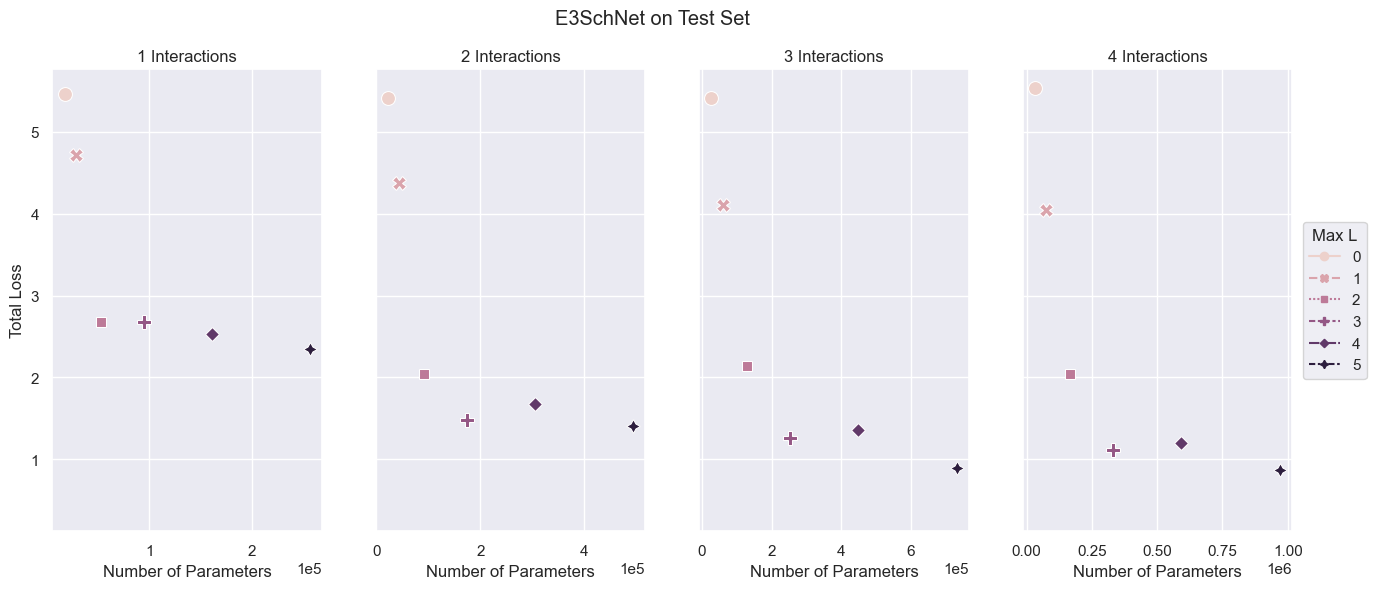 E3SchNet on Test Set
1 Interactions
2 Interactions
3 Interactions
4 Interactions
Total Loss
5
4
3
2
1
1
2
1e5
Number of Parameters
0
2
4
1e5
Number of Parameters
0
2
4
6
1e5
Number of Parameters
0.00
0.25
0.50
0.75
1.00
1e6
Number of Parameters
Max L
0
1
2
3
4
5